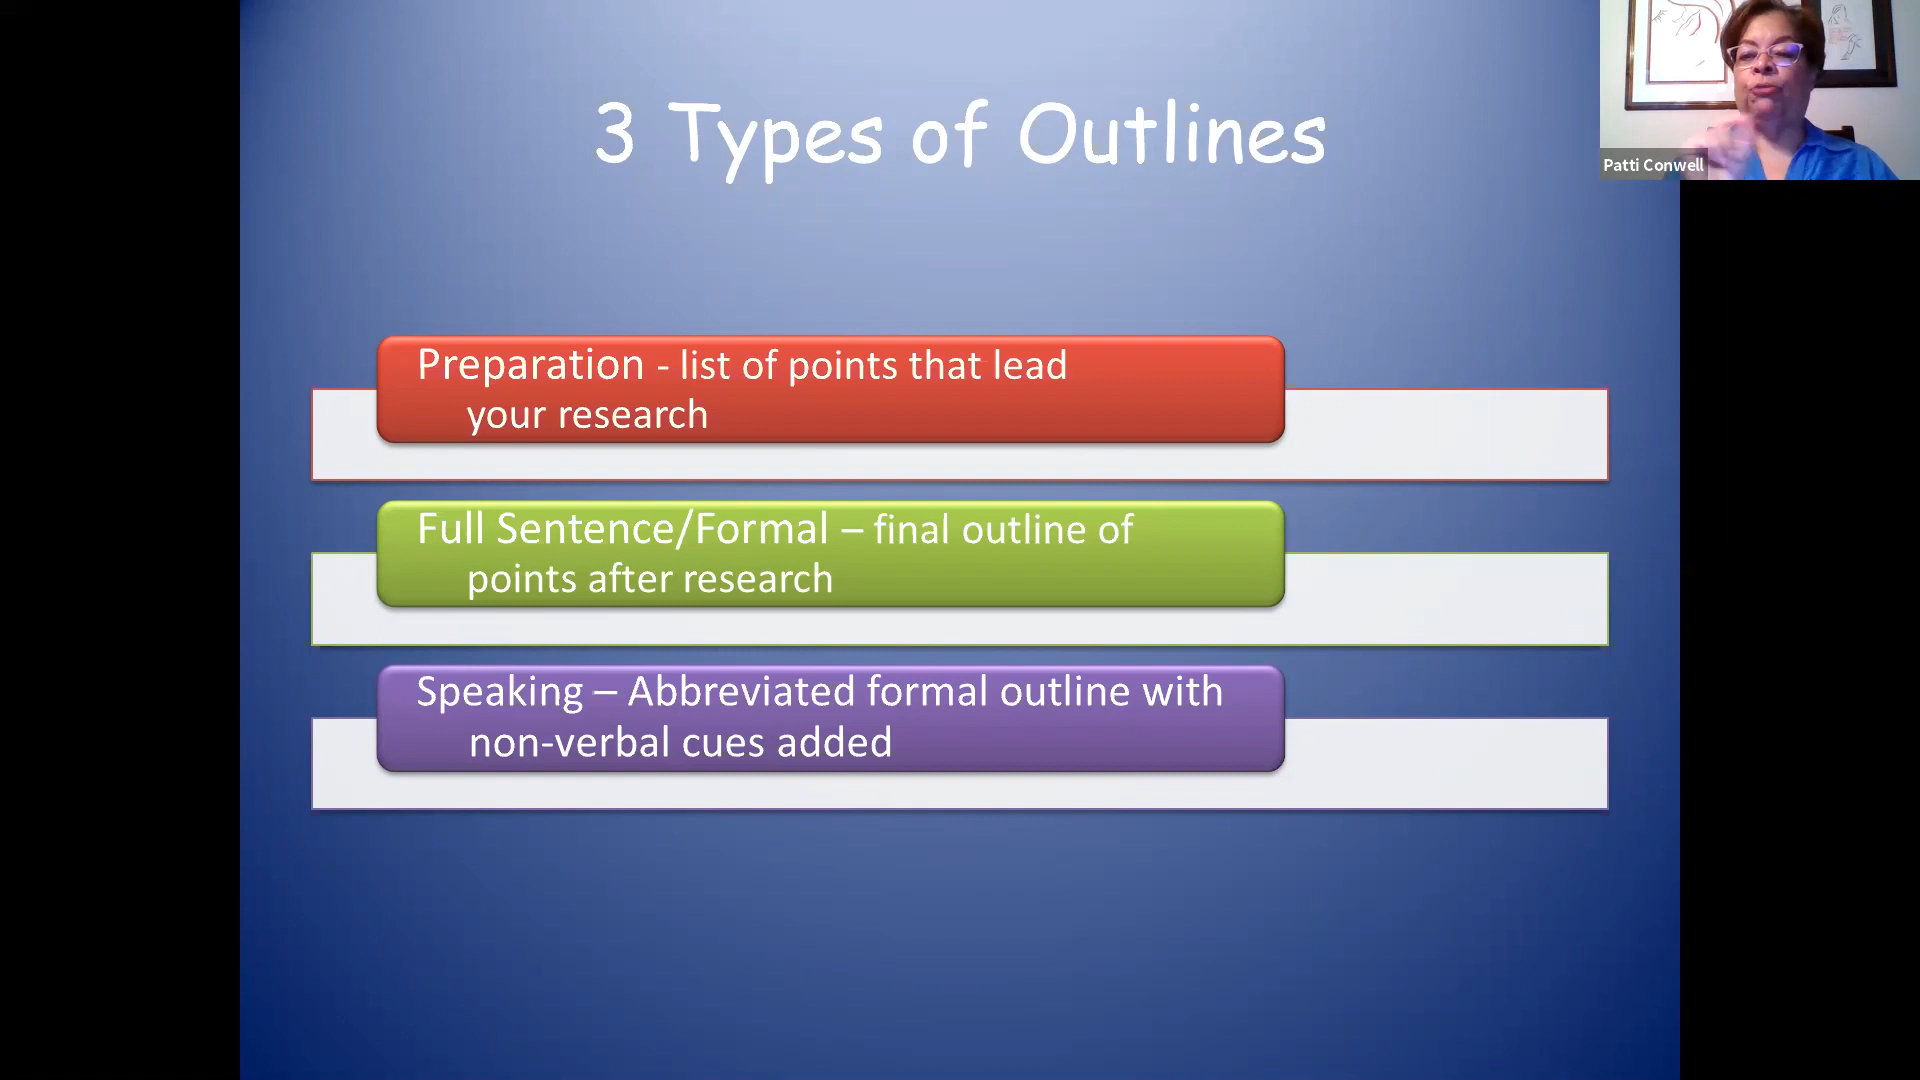 3 Types of Outlines
Patti Conwell
Preparation - list of points that lead
your research
Full Sentence/Formal – final outline of
points after research
Speaking – Abbreviated formal outline with
non-verbal cues added